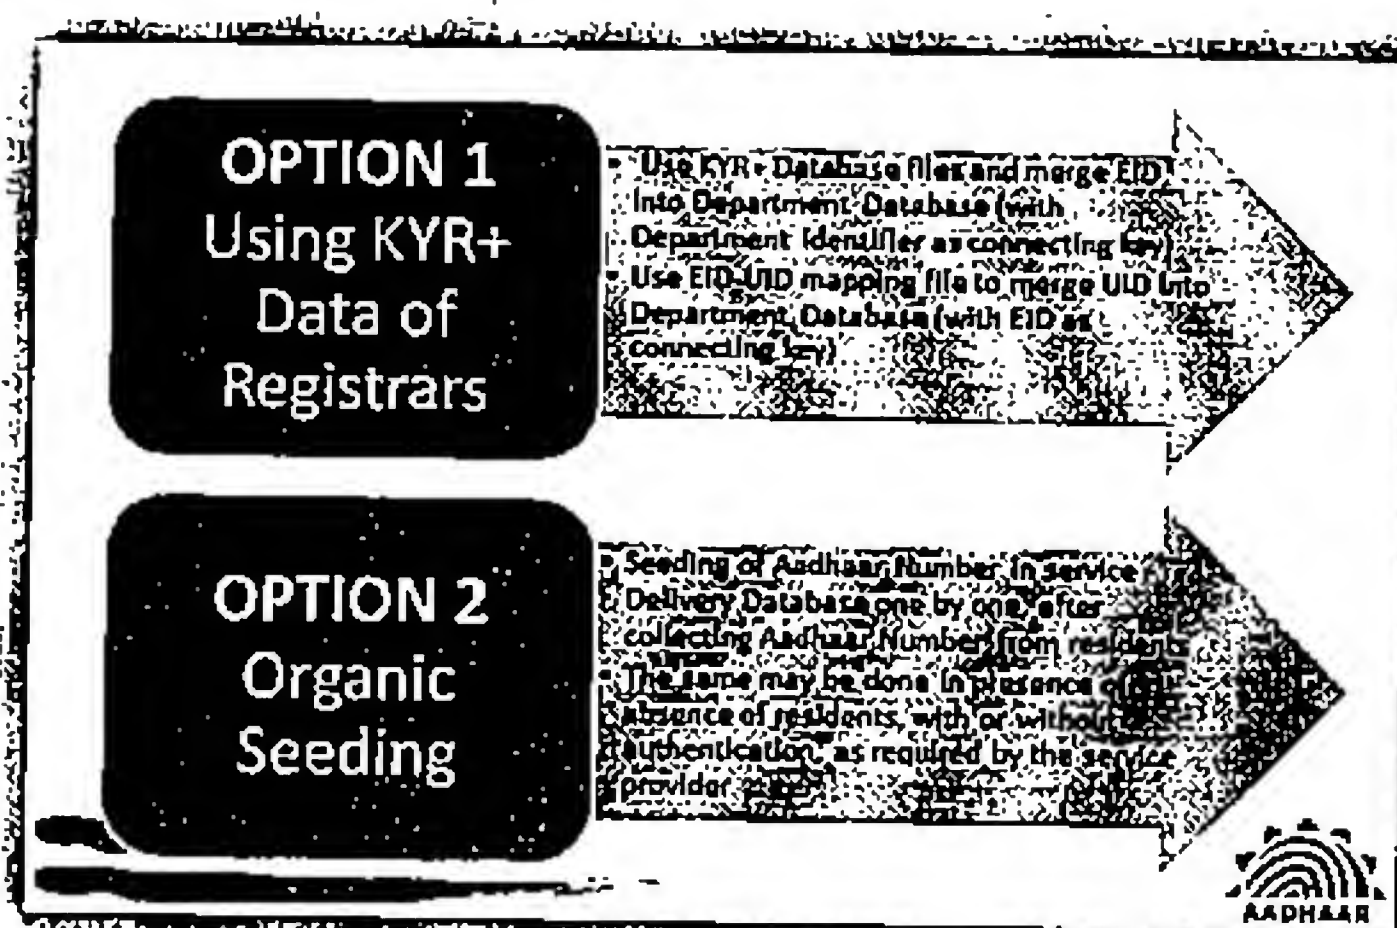 OPTION 1
Using KYR+
Data of
Registrars
• Use KYR+ Database files and merge EID
into Department Database (with
Department Identifier as connecting key)
• Use EID-UID mapping file to merge UID into
Department Database (with EID as
connecting key)
OPTION 2
Organic
Seeding
• Seeding of Aadhaar Number in service
Delivery Database one by one, after
collecting Aadhaar Number from residents
• The same may be done in presence or
absence of residents, with or without
authentication, as required by the service
provider
AADHAAR